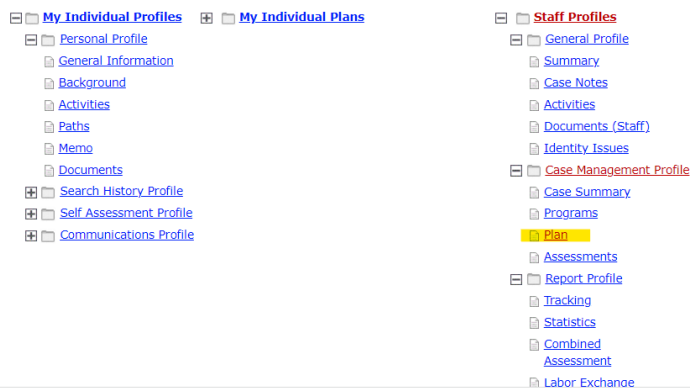 My Individual Profiles
Personal Profile
General Information
Background
Activities
Paths
Memo
Documents
Search History Profile
Self Assessment Profile
Communications Profile
My Individual Plans
Staff Profiles
General Profile
Summary
Case Notes
Activities
Documents (Staff)
Identity Issues
Case Management Profile
Case Summary
Programs
Plan
Assessments
Report Profile
Tracking
Statistics
Combined
Assessment
Labor Exchange